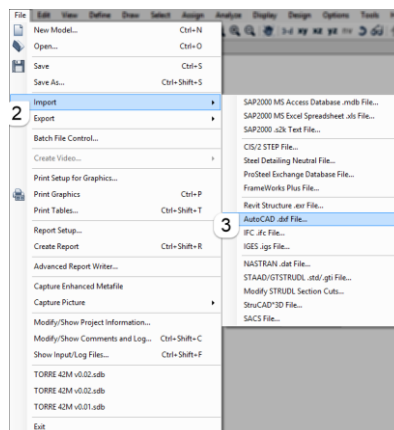 File Edit View Define Draw Select Assign Analyze Display Design Options Tools
New Model... Ctrl+N
Open... Ctrl+O
Save Ctrl+S
Save As... Ctrl+Shift+S
2 Import
Export
Batch File Control...
Create Video...
Print Setup for Graphics...
Print Graphics Ctrl+P
Print Tables... Ctrl+Shift+T
Report Setup...
Create Report Ctrl+Shift+R
Advanced Report Writer...
Capture Enhanced Metafile
Capture Picture
Modify/Show Project Information...
Modify/Show Comments and Log... Ctrl+Shift+C
Show Input/Log Files... Ctrl+Shift+F
TORRE 42M v0.02.sdb
TORRE 42M v0.02.sdb
TORRE 42M v0.01.sdb
Exit
3-d xy xz yz nv
SAP2000 MS Access Database .mdb File...
SAP2000 MS Excel Spreadsheet .xls File...
SAP2000 .s2k Text File...
CIS/2 STEP File...
Steel Detailing Neutral File...
ProSteel Exchange Database File...
FrameWorks Plus File...
Revit Structure .exr File...
3 AutoCAD .dxf File...
IFC .ifc File...
IGES .igs File...
NASTRAN .dat File...
STAAD/GTSTRUDL .std/.gti File...
Modify STRUDL Section Cuts...
StruCAD*3D File...
SACS File...